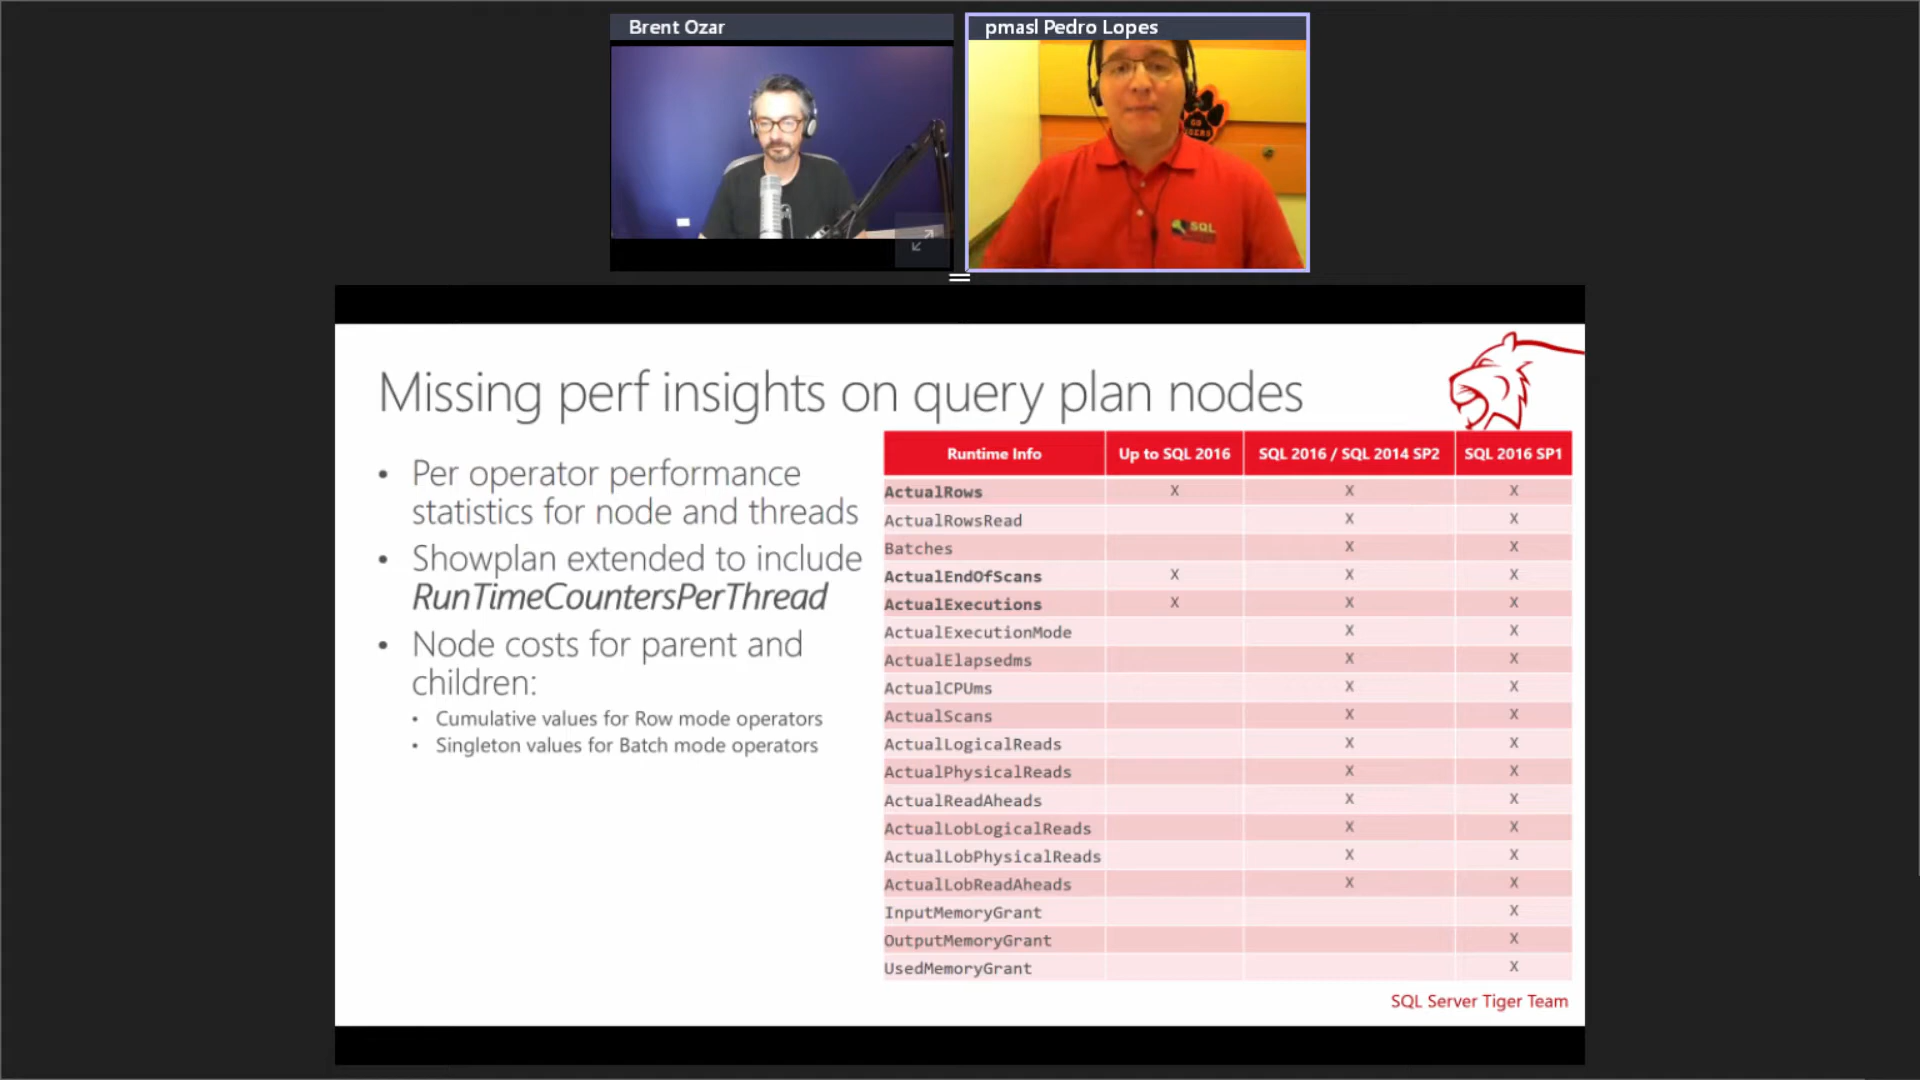 Brent Ozar
pmasl Pedro Lopes
GO
SQL
Missing perf insights on query plan nodes
• Per operator performance
statistics for node and threads
• Showplan extended to include
RunTimeCountersPerThread
• Node costs for parent and
children:
• Cumulative values for Row mode operators
• Singleton values for Batch mode operators
Runtime Info Up to SQL 2016 SQL 2016 / SQL 2014 SP2 SQL 2016 SP1
ActualRows X X X
ActualRowsRead X X
Batches X X
ActualEndOfScans X X X
ActualExecutions X X X
ActualExecutionMode X X
ActualElapsedms X X
ActualCPUms X X
ActualScans X X
ActualLogicalReads X X
ActualPhysicalReads X X
ActualReadAheads X X
ActualLobLogicalReads X X
ActualLobPhysicalReads X X
ActualLobReadAheads X X
InputMemoryGrant X
OutputMemoryGrant X
UsedMemoryGrant X
SQL Server Tiger Team